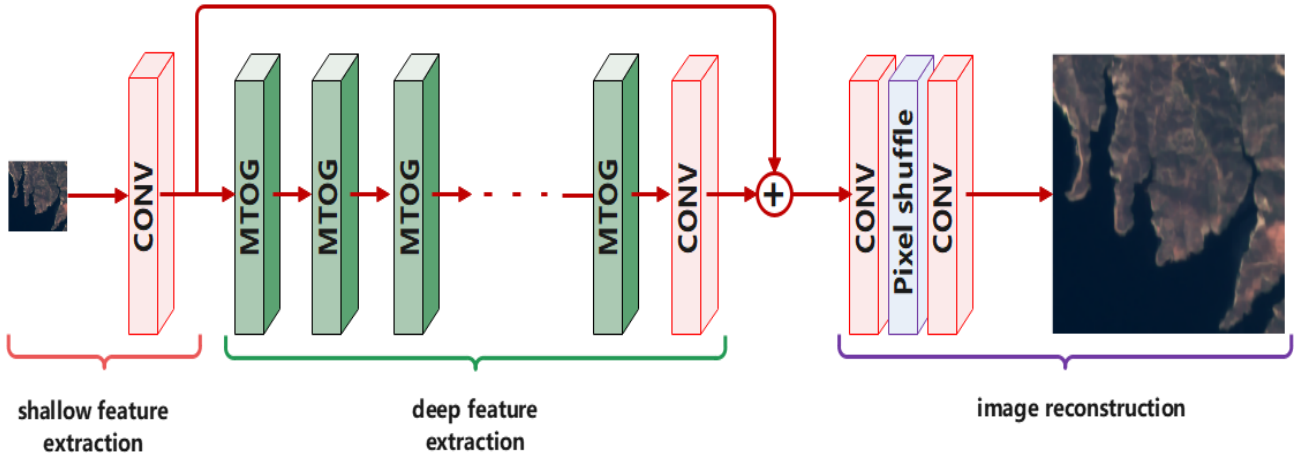 CONV
MTOG
MTOG
MTOG
MTOG
CONV
+
CONV
Pixel shuffle
CONV
shallow feature
extraction
deep feature
extraction
image reconstruction